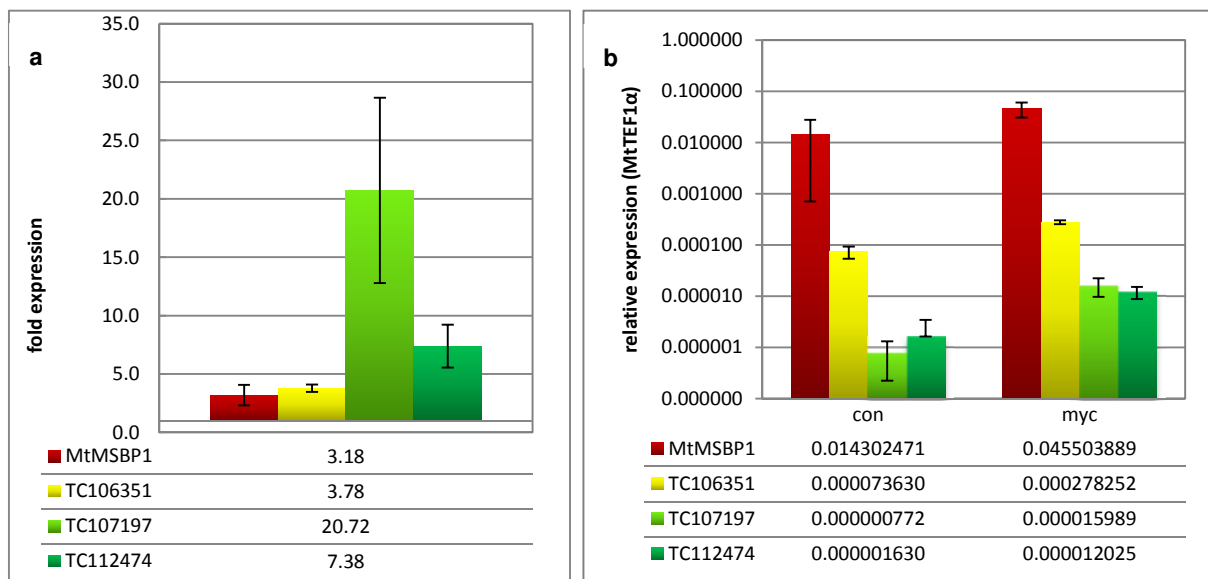 a
fold expression
35.0
30.0
25.0
20.0
15.0
10.0
5.0
0.0
MtMSBP1 3.18
TC106351 3.78
TC107197 20.72
TC112474 7.38
b
relative expression (MtTEF1α)
1.000000
0.100000
0.010000
0.001000
0.000100
0.000010
0.000001
0.000000
con myc
MtMSBP1 0.014302471 0.045503889
TC106351 0.000073630 0.000278252
TC107197 0.000000772 0.000015989
TC112474 0.000001630 0.000012025